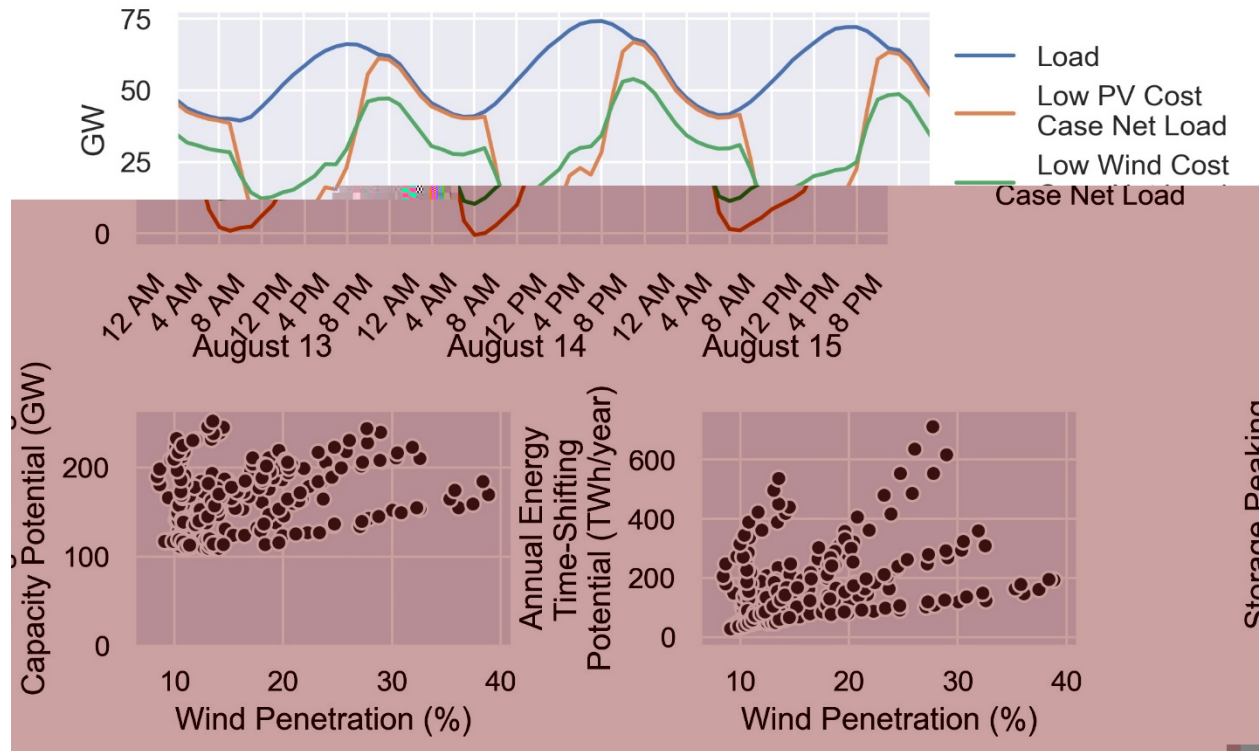 75
50
25
0
GW
Load
Low PV Cost
Case Net Load
Low Wind Cost
Case Net Load
12 AM
4 AM
8 AM
12 PM
4 PM
8 PM
12 AM
4 AM
8 AM
12 PM
4 PM
8 PM
12 AM
4 AM
8 AM
12 PM
4 PM
8 PM
August 13
August 14
August 15
Capacity Potential (GW)
200
100
0
10
20
30
40
Wind Penetration (%)
Annual Energy
Time-Shifting
Potential (TWh/year)
600
400
200
0
10
20
30
40
Wind Penetration (%)
Storage Peaking